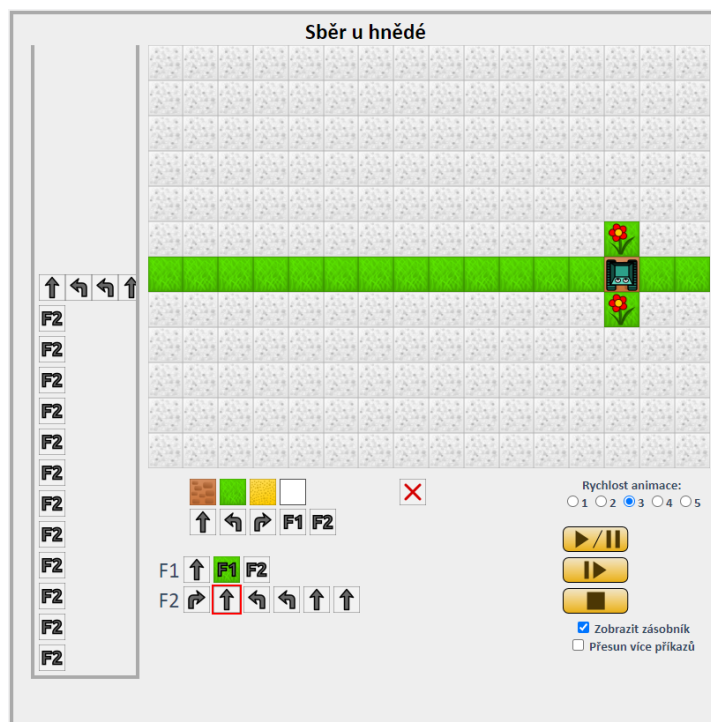 Sběr u hnědé
F2
F2
F2
F2
F2
F2
F2
F2
F2
F2
F2
F2
Rychlost animace:
1 2 3 4 5
F1 F2
F1 F1 F2
F2
Zobrazit zásobník
Přesun více příkazů